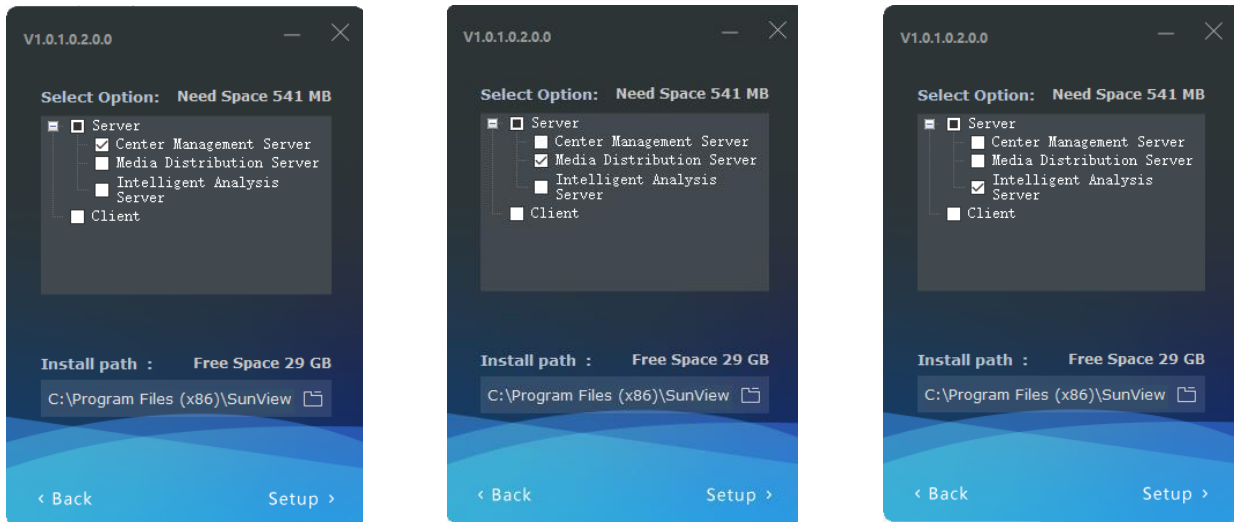 V1.0.1.0.2.0.0
Select Option: Need Space 541 MB
Server
Center Management Server
Media Distribution Server
Intelligent Analysis
Server
Client
Install path : Free Space 29 GB
C:\Program Files (x86)\SunView
‹ Back Setup ›
V1.0.1.0.2.0.0
Select Option: Need Space 541 MB
Server
Center Management Server
Media Distribution Server
Intelligent Analysis
Server
Client
Install path : Free Space 29 GB
C:\Program Files (x86)\SunView
‹ Back Setup ›
V1.0.1.0.2.0.0
Select Option: Need Space 541 MB
Server
Center Management Server
Media Distribution Server
Intelligent Analysis
Server
Client
Install path : Free Space 29 GB
C:\Program Files (x86)\SunView
‹ Back Setup ›